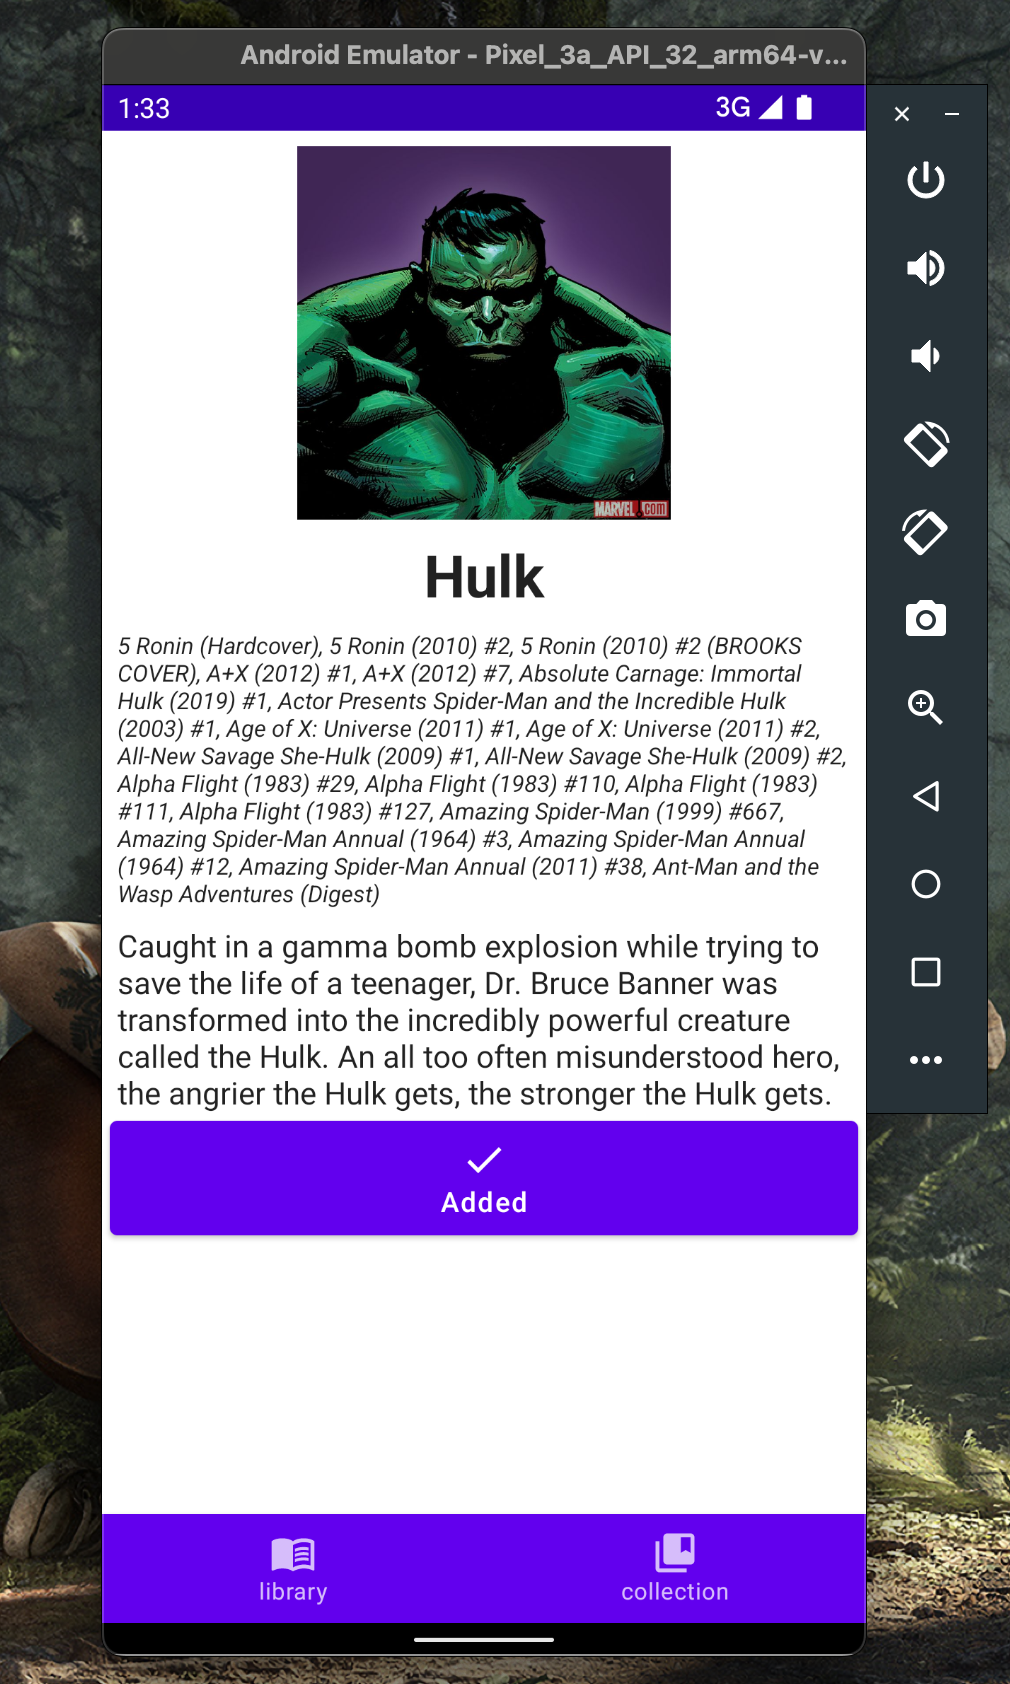 Android Emulator - Pixel_3a_API_32_arm64-v...
1:33
3G
MARVEL.com
Hulk
5 Ronin (Hardcover), 5 Ronin (2010) #2, 5 Ronin (2010) #2 (BROOKS
COVER), A+X (2012) #1, A+X (2012) #7, Absolute Carnage: Immortal
Hulk (2019) #1, Actor Presents Spider-Man and the Incredible Hulk
(2003) #1, Age of X: Universe (2011) #1, Age of X: Universe (2011) #2,
All-New Savage She-Hulk (2009) #1, All-New Savage She-Hulk (2009) #2,
Alpha Flight (1983) #29, Alpha Flight (1983) #110, Alpha Flight (1983)
#111, Alpha Flight (1983) #127, Amazing Spider-Man (1999) #667,
Amazing Spider-Man Annual (1964) #3, Amazing Spider-Man Annual
(1964) #12, Amazing Spider-Man Annual (2011) #38, Ant-Man and the
Wasp Adventures (Digest)
Caught in a gamma bomb explosion while trying to
save the life of a teenager, Dr. Bruce Banner was
transformed into the incredibly powerful creature
called the Hulk. An all too often misunderstood hero,
the angrier the Hulk gets, the stronger the Hulk gets.
Added
library
collection